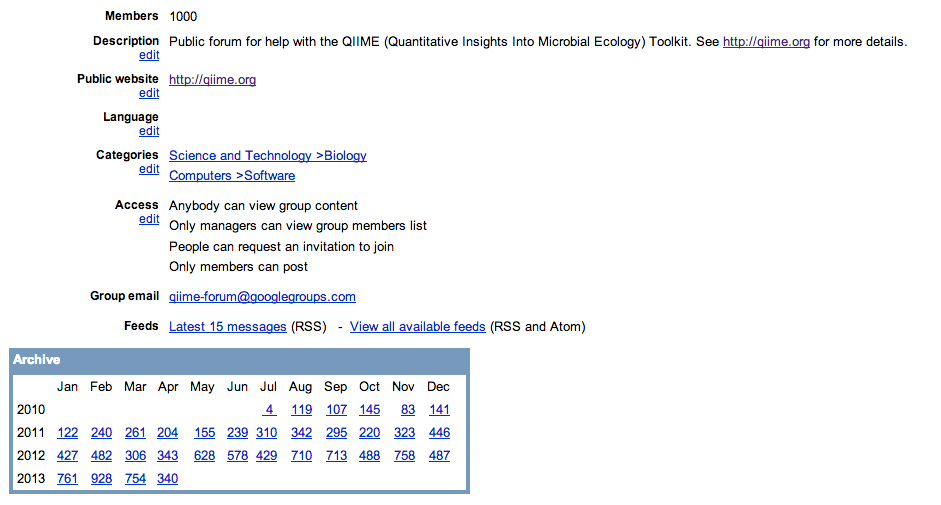 Members 1000
Description Public forum for help with the QIIME (Quantitative Insights Into Microbial Ecology) Toolkit. See http://qiime.org for more details.
edit
Public website http://qiime.org
edit
Language
edit
Categories Science and Technology >Biology
edit
Computers >Software
Access Anybody can view group content
edit
Only managers can view group members list
People can request an invitation to join
Only members can post
Group email qiime-forum@googlegroups.com
Feeds Latest 15 messages (RSS) - View all available feeds (RSS and Atom)
Archive
Jan Feb Mar Apr May Jun Jul Aug Sep Oct Nov Dec
2010 4 119 107 145 83 141
2011 122 240 261 204 155 239 310 342 295 220 323 446
2012 427 482 306 343 628 578 429 710 713 488 758 487
2013 761 928 754 340